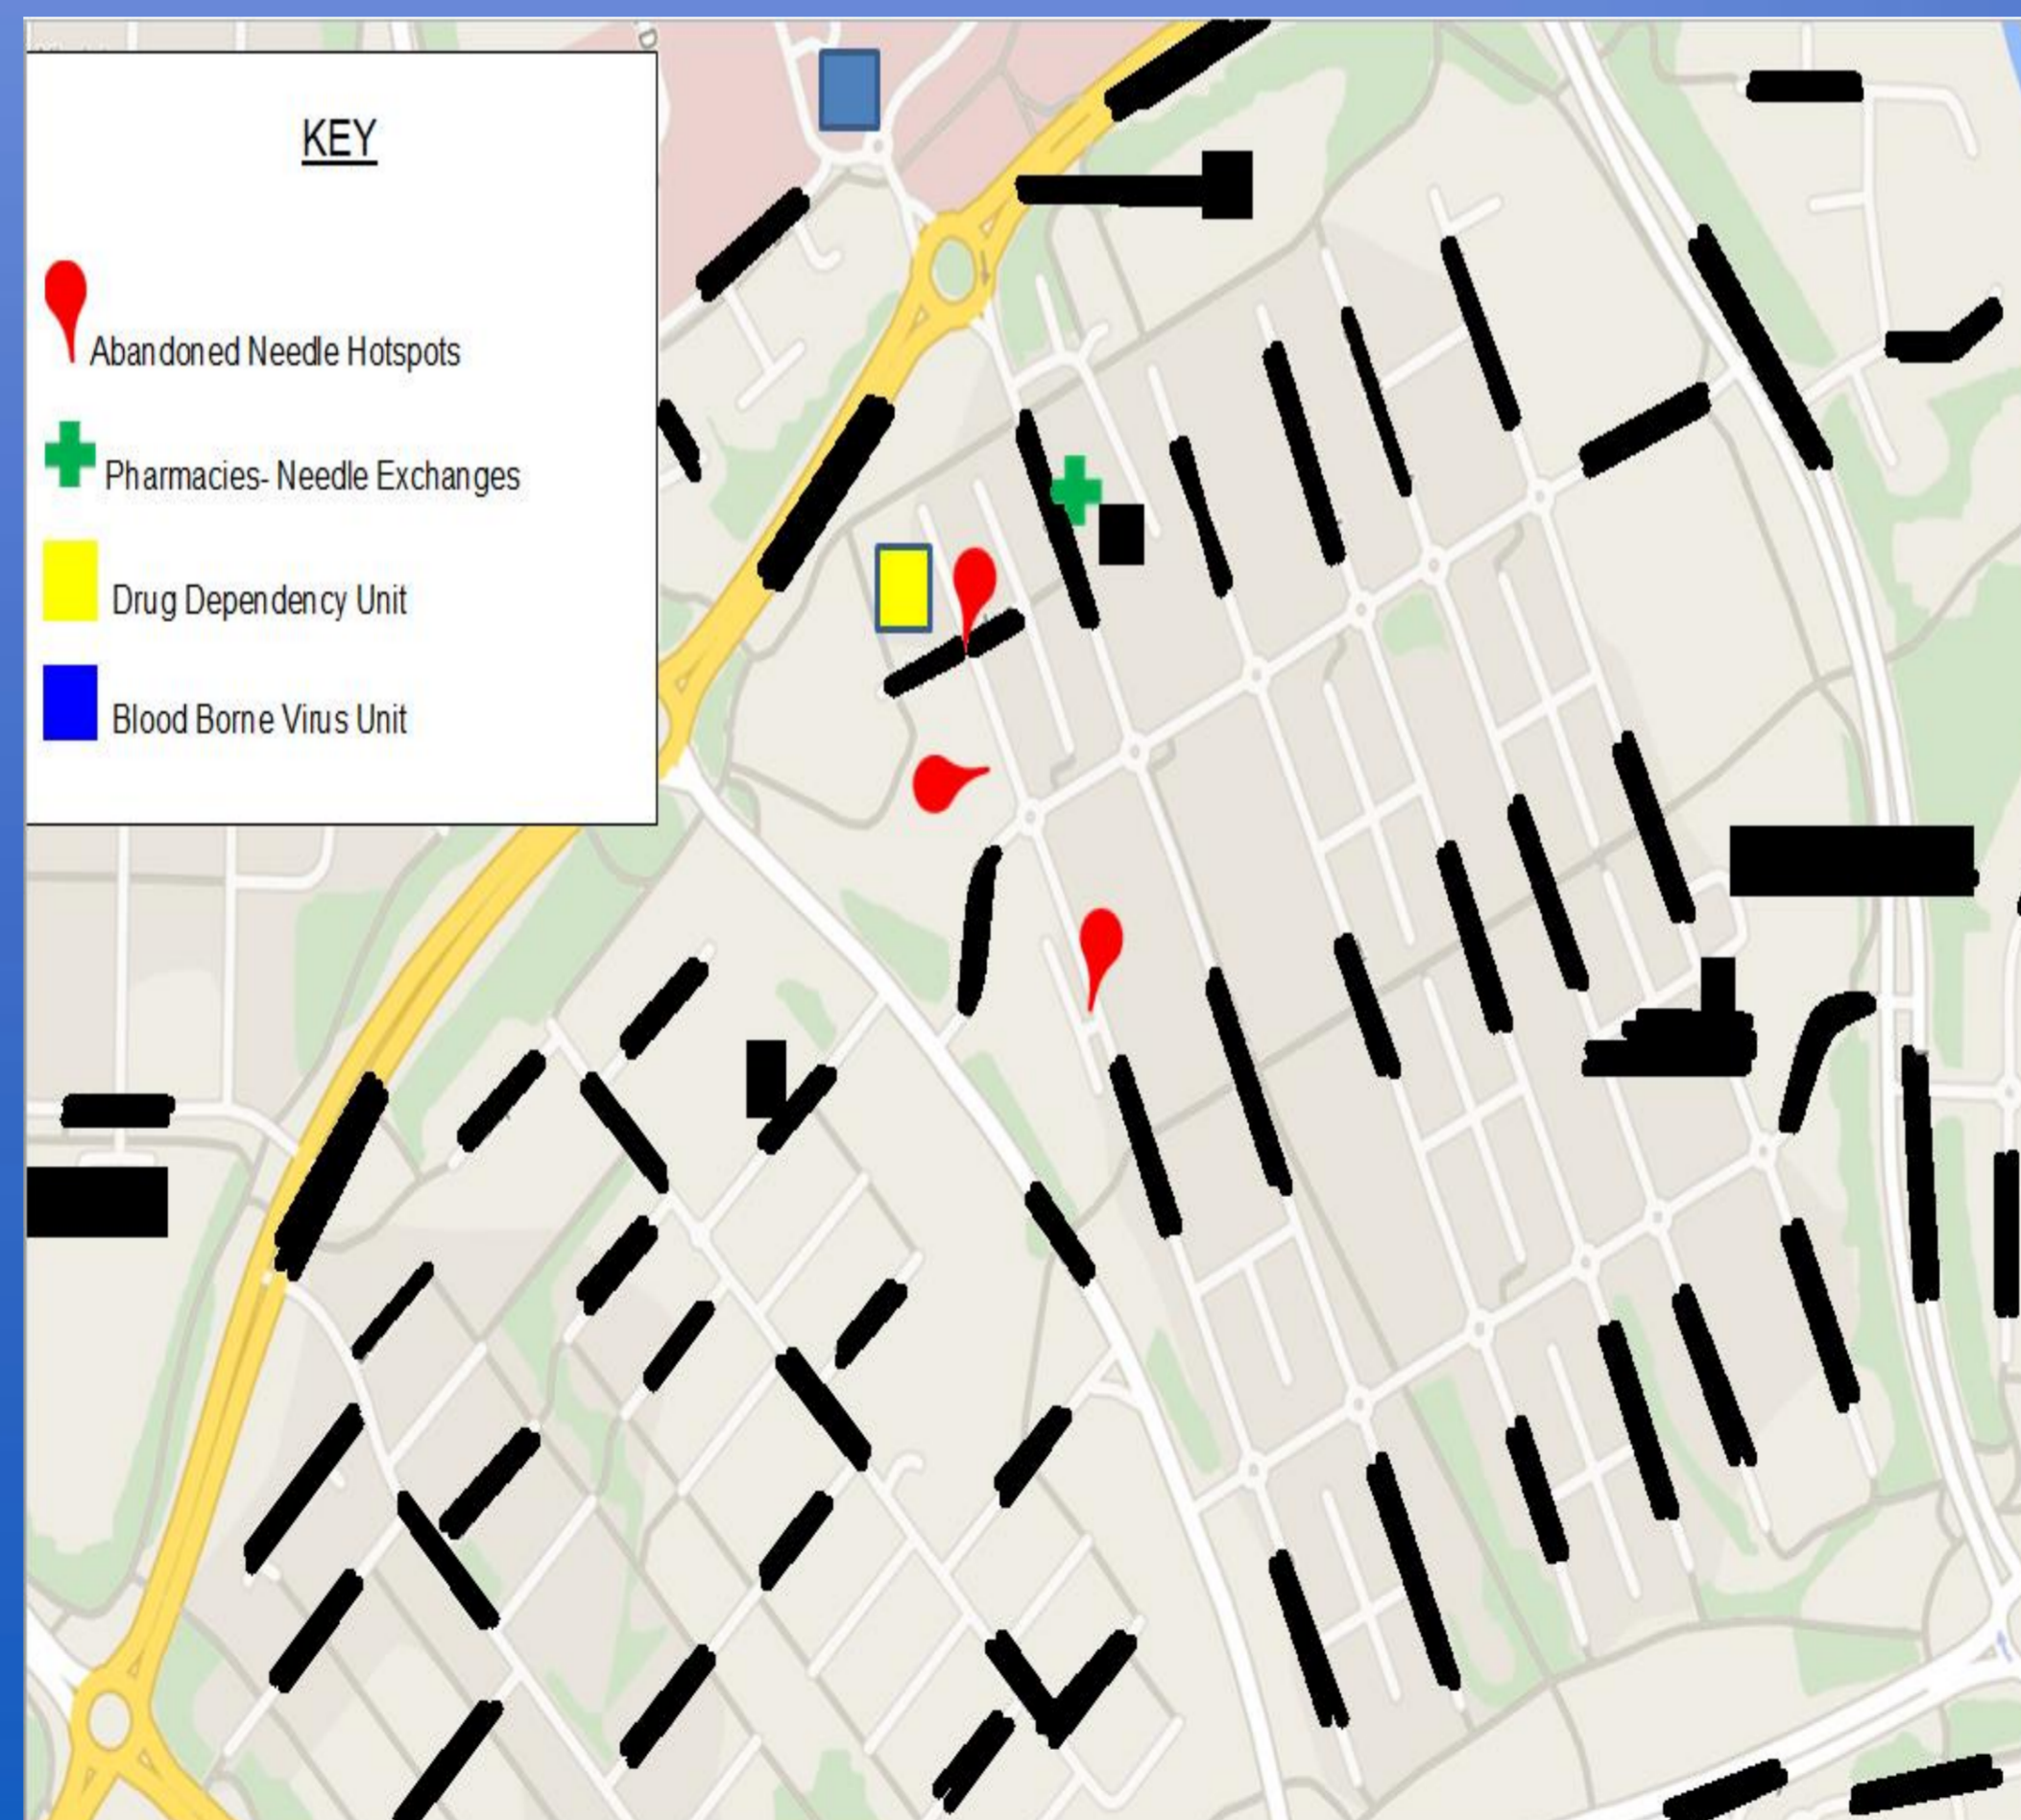 KEY
Abandoned Needle Hotspots
Pharmacies- Needle Exchanges
Drug Dependency Unit
Blood Borne Virus Unit